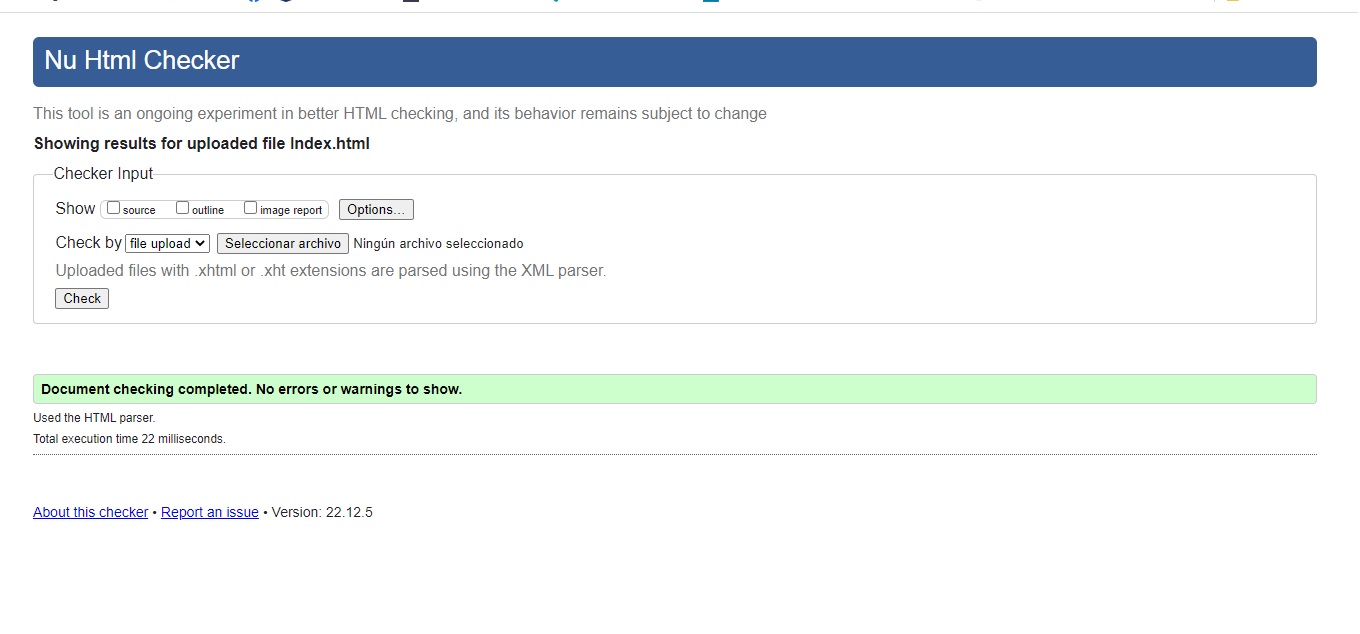 Nu Html Checker
This tool is an ongoing experiment in better HTML checking, and its behavior remains subject to change
Showing results for uploaded file Index.html
Checker Input
Show source outline image report Options...
Check by file upload Seleccionar archivo Ningún archivo seleccionado
Uploaded files with .xhtml or .xht extensions are parsed using the XML parser.
Check
Document checking completed. No errors or warnings to show.
Used the HTML parser.
Total execution time 22 milliseconds.
About this checker • Report an issue • Version: 22.12.5